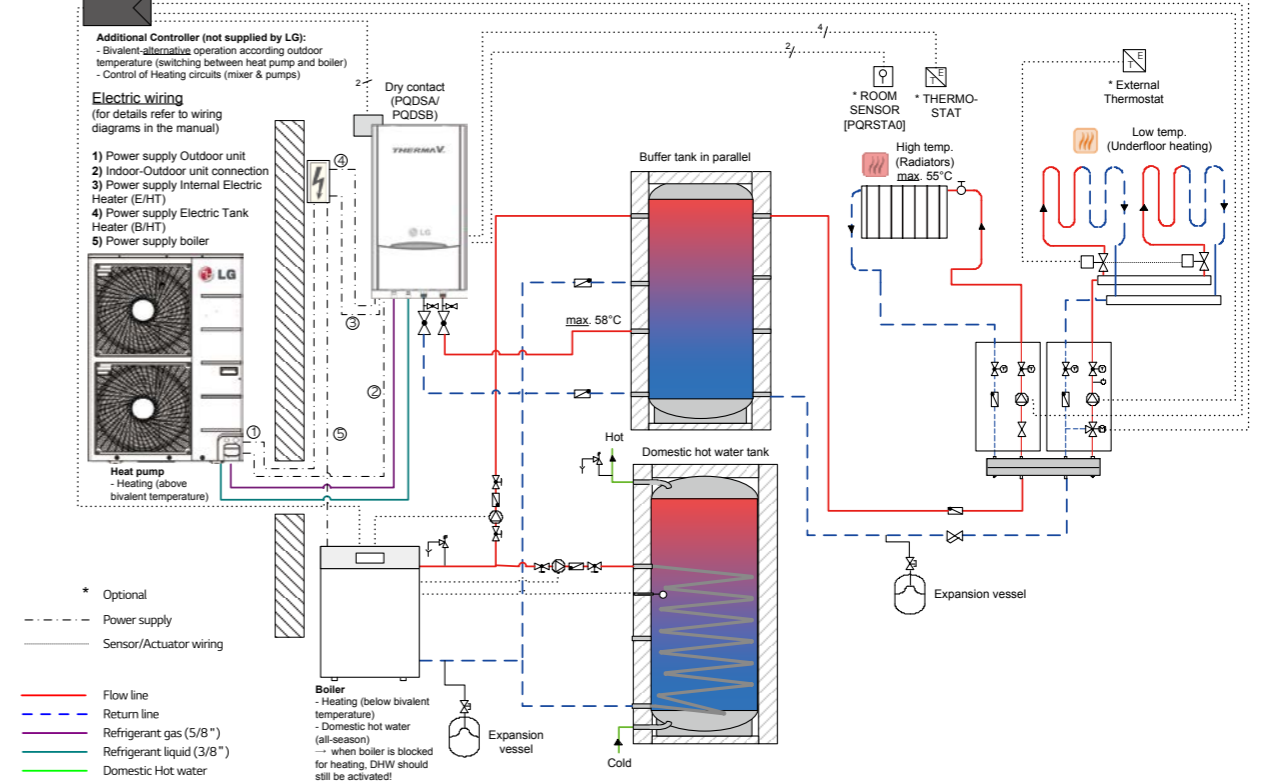 Additional Controller (not supplied by LG):
- Bivalent-alternative operation according outdoor
temperature (switching between heat pump and boiler)
- Control of Heating circuits (mixer & pumps)
Electric wiring
(for details refer to wiring
diagrams in the manual)
1) Power supply Outdoor unit
2) Indoor-Outdoor unit connection
3) Power supply Internal Electric
Heater (E/HT)
4) Power supply Electric Tank
Heater (B/HT)
5) Power supply boiler
2
Dry contact
(PQDSA/
PQDSB)
THERMAV.
LG
LG
④
③
②
①
⑤
Heat pump
- Heating (above
bivalent temperature)
4
2
* ROOM
SENSOR
[PQRSTA0]
T E
* THERMO-
STAT
T E
* External
Thermostat
High temp.
(Radiators)
max. 55°C
Low temp.
(Underfloor heating)
Buffer tank in parallel
max. 58°C
Hot
Domestic hot water tank
Cold
Expansion vessel
Boiler
- Heating (below bivalent
temperature)
- Domestic hot water
(all-season)
→ when boiler is blocked
for heating, DHW should
still be activated!
Expansion
vessel
* Optional
Power supply
Sensor/Actuator wiring
Flow line
Return line
Refrigerant gas (5/8")
Refrigerant liquid (3/8")
Domestic Hot water